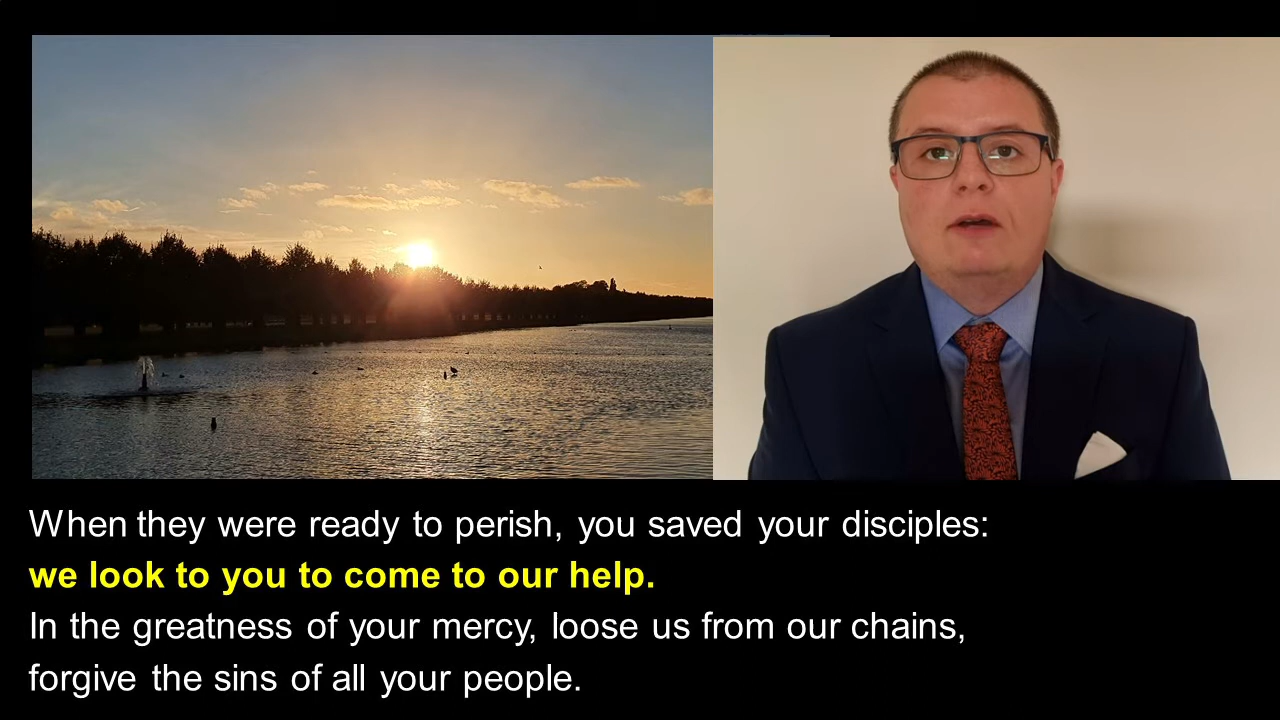 When they were ready to perish, you saved your disciples:
we look to you to come to our help.
In the greatness of your mercy, loose us from our chains,
forgive the sins of all your people.